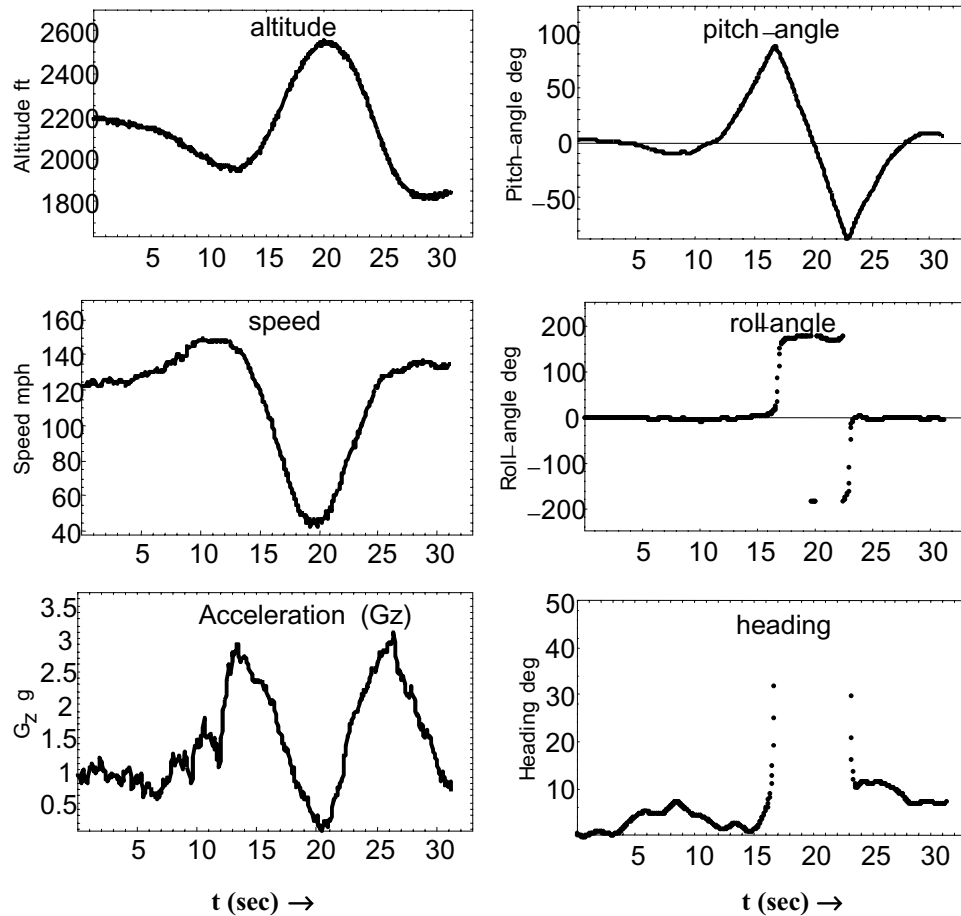 altitude
Altitude ft
2600
2400
2200
2000
1800
5 10 15 20 25 30
pitch–angle
Pitch–angle deg
100
50
0
−50
5 10 15 20 25 30
speed
Speed mph
160
140
120
100
80
60
40
5 10 15 20 25 30
roll–angle
Roll–angle deg
200
100
0
−100
−200
5 10 15 20 25 30
Acceleration (Gz)
Gz g
3.5
3
2.5
2
1.5
1
0.5
5 10 15 20 25 30
t (sec) →
heading
Heading deg
50
40
30
20
10
5 10 15 20 25 30
t (sec) →